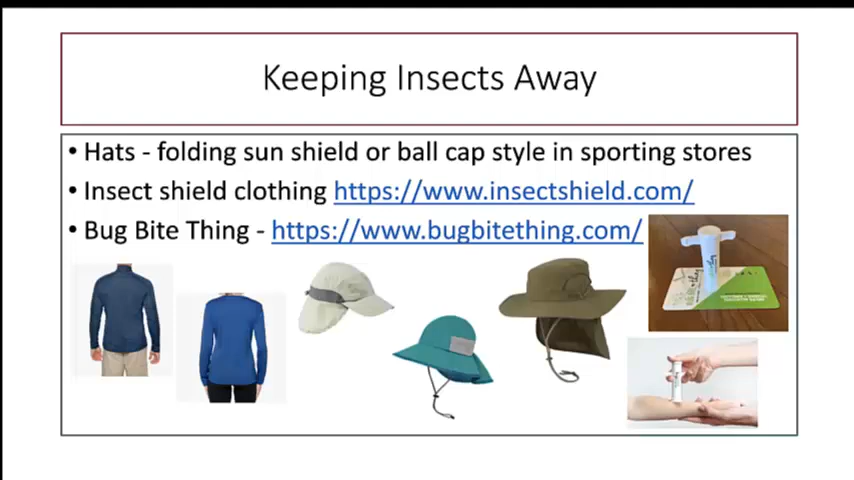 Keeping Insects Away
• Hats - folding sun shield or ball cap style in sporting stores
• Insect shield clothing https://www.insectshield.com/
• Bug Bite Thing - https://www.bugbitething.com/